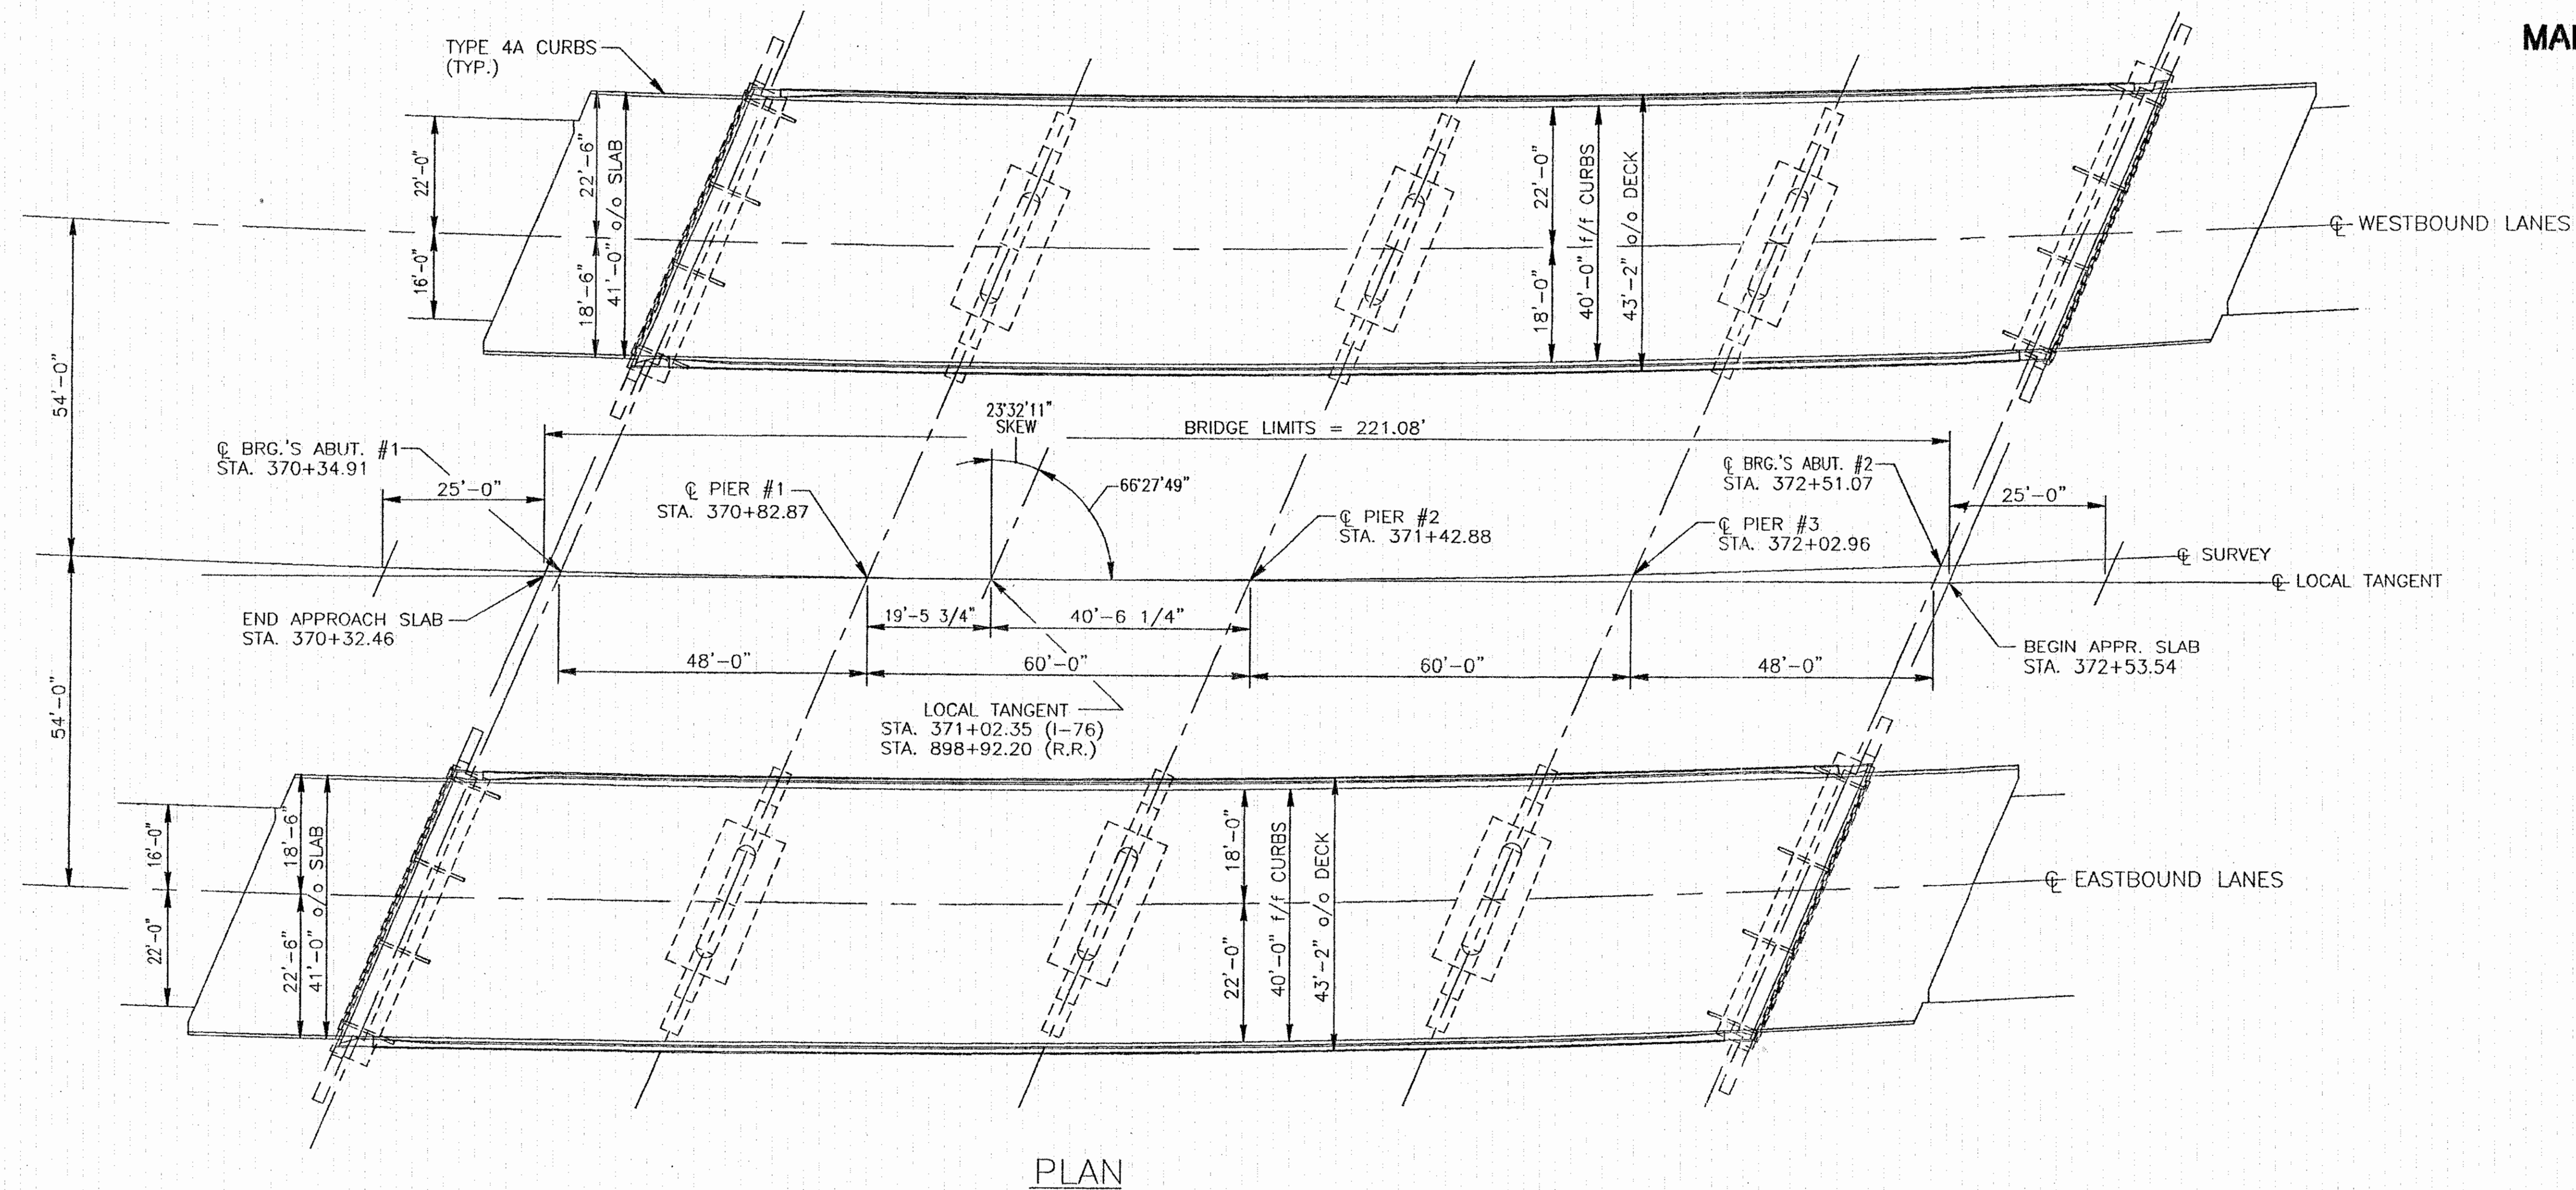 MAI
TYPE 4A CURBS
(TYP.)
22'-0"
16'-0"
22'-6"
18'-6"
41'-0" o/o SLAB
22'-0"
18'-0"
40'-0" f/f CURBS
43'-2" o/o DECK
℄ WESTBOUND LANES
54'-0"
54'-0"
℄ BRG.'S ABUT. #1
STA. 370+34.91
25'-0"
℄ PIER #1
STA. 370+82.87
23°32'11"
SKEW
BRIDGE LIMITS = 221.08'
66°27'49"
℄ PIER #2
STA. 371+42.88
℄ BRG.'S ABUT. #2
STA. 372+51.07
℄ PIER #3
STA. 372+02.96
25'-0"
℄ SURVEY
℄ LOCAL TANGENT
END APPROACH SLAB
STA. 370+32.46
19'-5 3/4"
40'-6 1/4"
48'-0"
60'-0"
60'-0"
48'-0"
BEGIN APPR. SLAB
STA. 372+53.54
LOCAL TANGENT
STA. 371+02.35 (I-76)
STA. 898+92.20 (R.R.)
16'-0"
22'-0"
18'-6"
22'-6"
41'-0" o/o SLAB
18'-0"
22'-0"
40'-0" f/f CURBS
43'-2" o/o DECK
℄ EASTBOUND LANES
PLAN